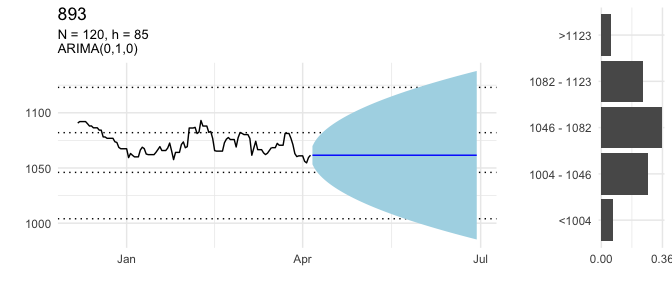 893
N = 120, h = 85
ARIMA(0,1,0)
1100
1050
1000
Jan
Apr
Jul
>1123
1082 - 1123
1046 - 1082
1004 - 1046
<1004
0.00
0.36